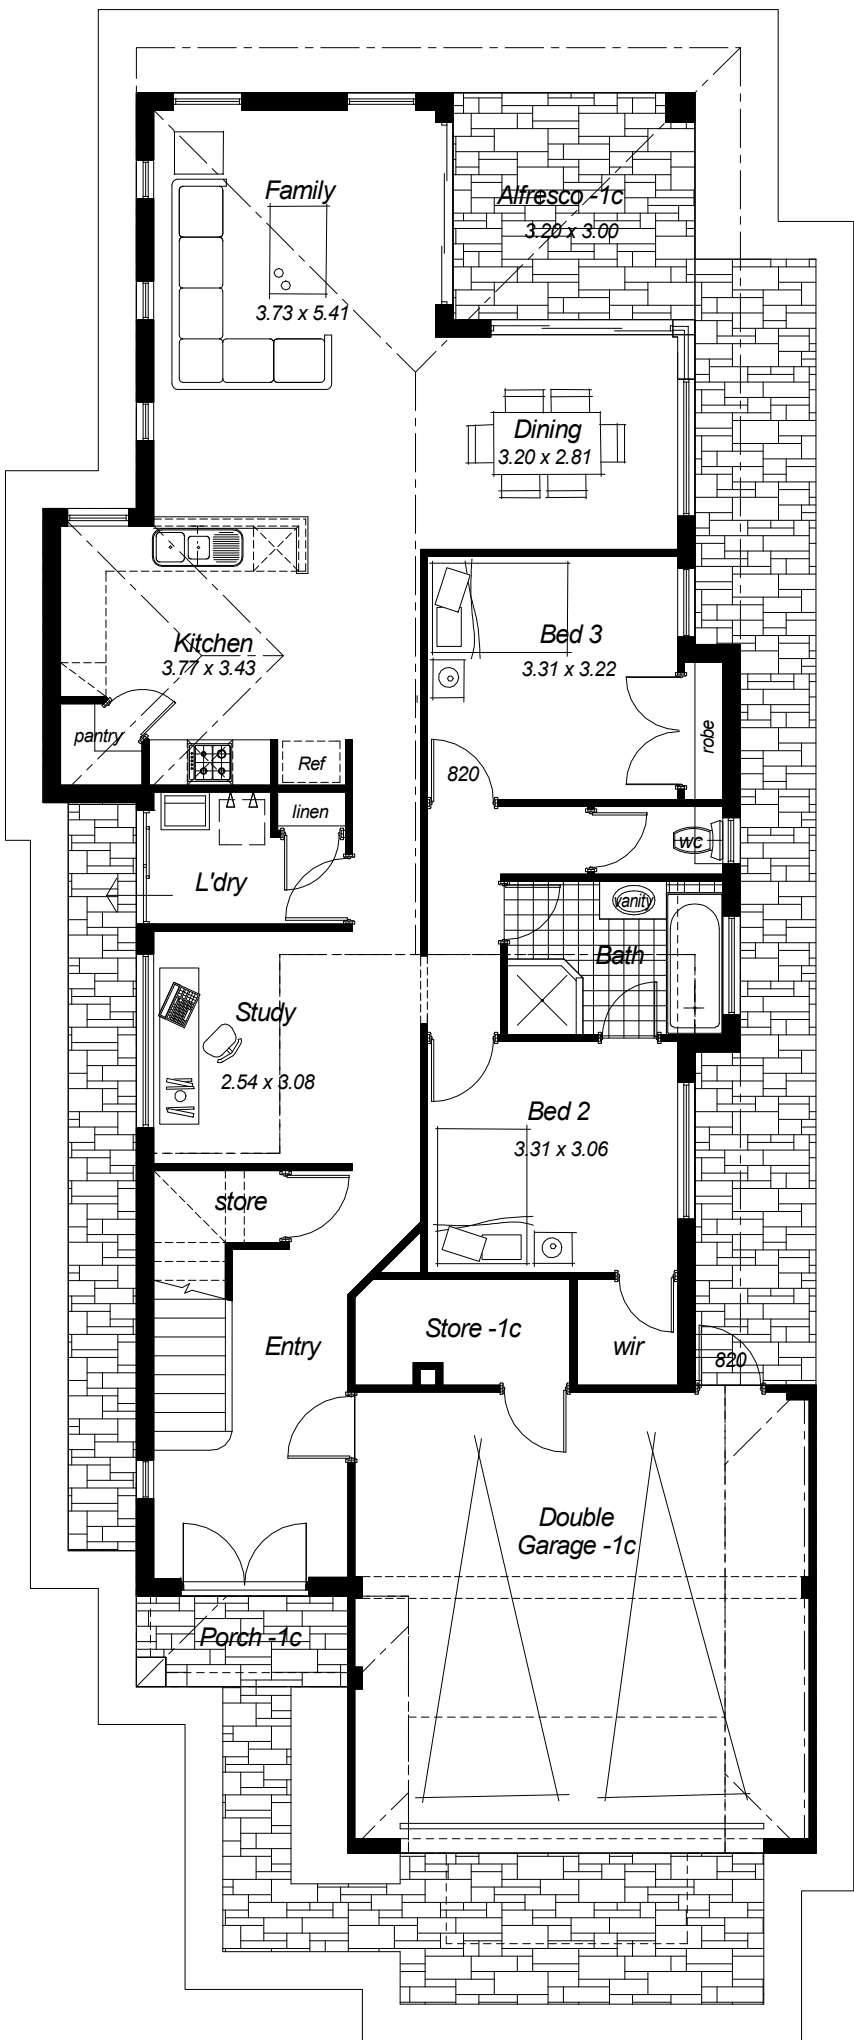 Family
3.73 x 5.41
Alfresco -1c
3.20 x 3.00
Dining
3.20 x 2.81
Kitchen
3.77 x 3.43
Bed 3
3.31 x 3.22
robe
pantry
Ref
820
linen
wc
L'dry
vanity
Bath
Study
2.54 x 3.08
Bed 2
3.31 x 3.06
store
Entry
Store -1c
wir
820
Double
Garage -1c
Porch -1c